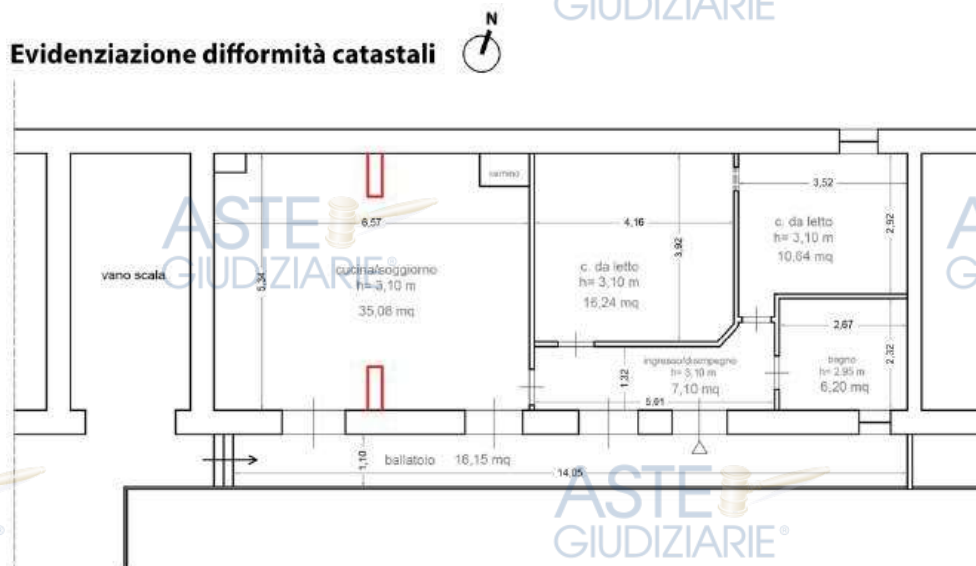 GIUDIZIARIE®
N
Evidenziazione difformità catastali
camino
3,52
6,57
4,16
c. da letto
h= 3,10 m
10,64 mq
2,92
3,92
ASTE
GIUDIZIARIE®
vano scala
cucina/soggiorno
h= 3,10 m
35,08 mq
5,34
c. da letto
h= 3,10 m
16,24 mq
2,67
ingresso/disimpegno
h= 3,10 m
7,10 mq
1,32
5,01
bagno
h= 2,95 m
6,20 mq
2,32
1,10
ballatoio 16,15 mq
14,05
ASTE
GIUDIZIARIE®